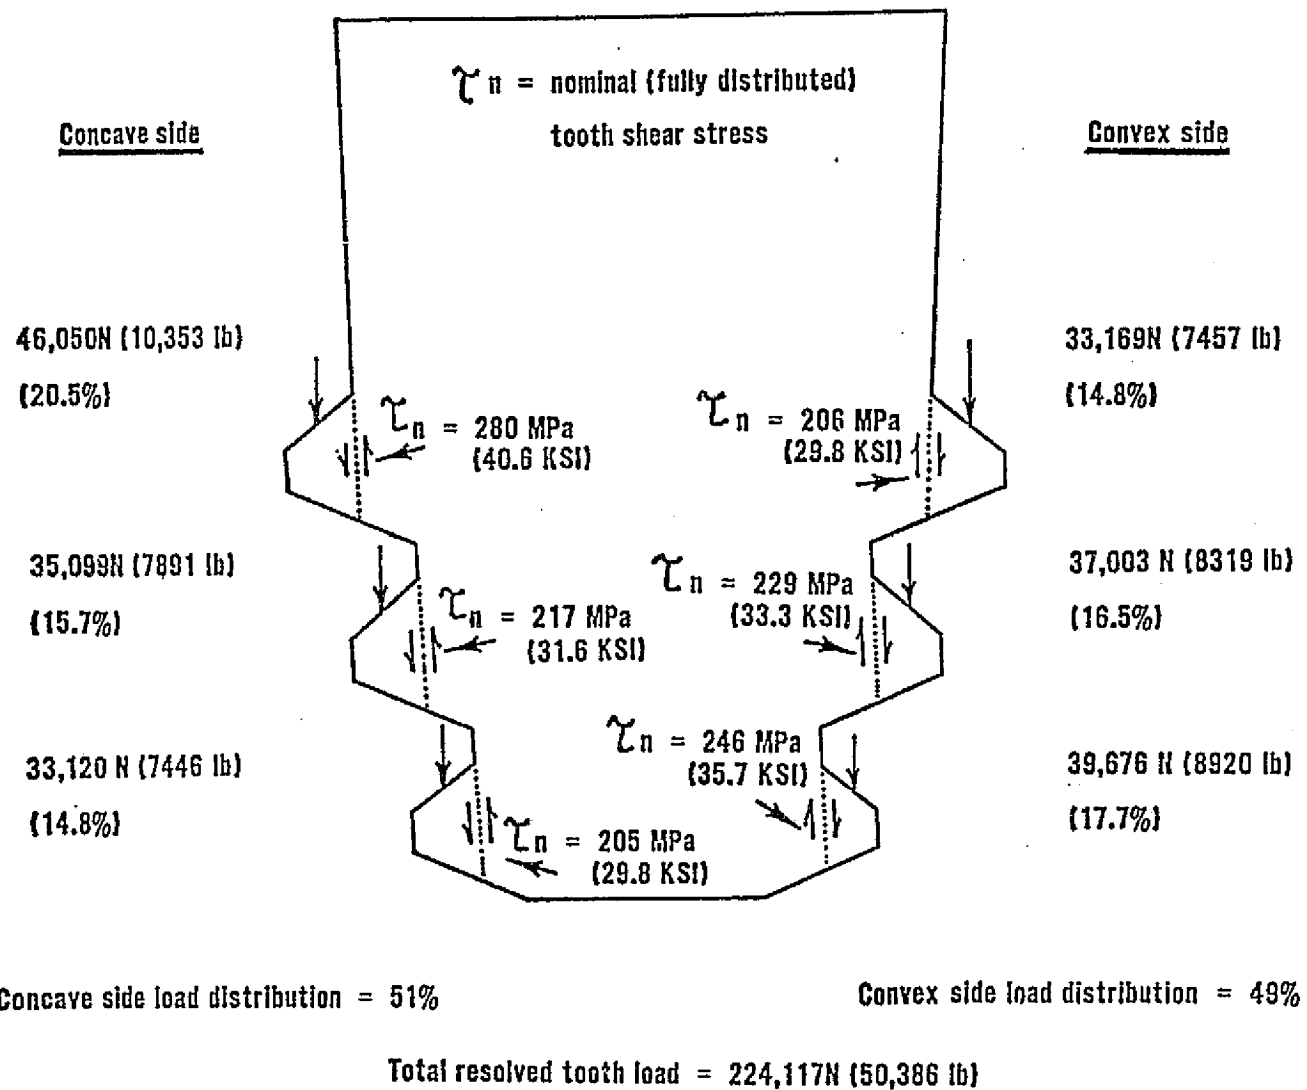 τn = nominal (fully distributed)
tooth shear stress
Concave side
Convex side
46,050N (10,353 lb)
(20.5%)
33,169N (7457 lb)
(14.8%)
τn = 280 MPa
(40.6 KSI)
τn = 206 MPa
(29.8 KSI)
35,099N (7891 lb)
(15.7%)
37,003 N (8319 lb)
(16.5%)
τn = 217 MPa
(31.6 KSI)
τn = 229 MPa
(33.3 KSI)
33,120 N (7446 lb)
(14.8%)
39,676 N (8920 lb)
(17.7%)
τn = 205 MPa
(29.8 KSI)
τn = 246 MPa
(35.7 KSI)
Concave side load distribution = 51%
Convex side load distribution = 49%
Total resolved tooth load = 224,117N (50,386 lb)